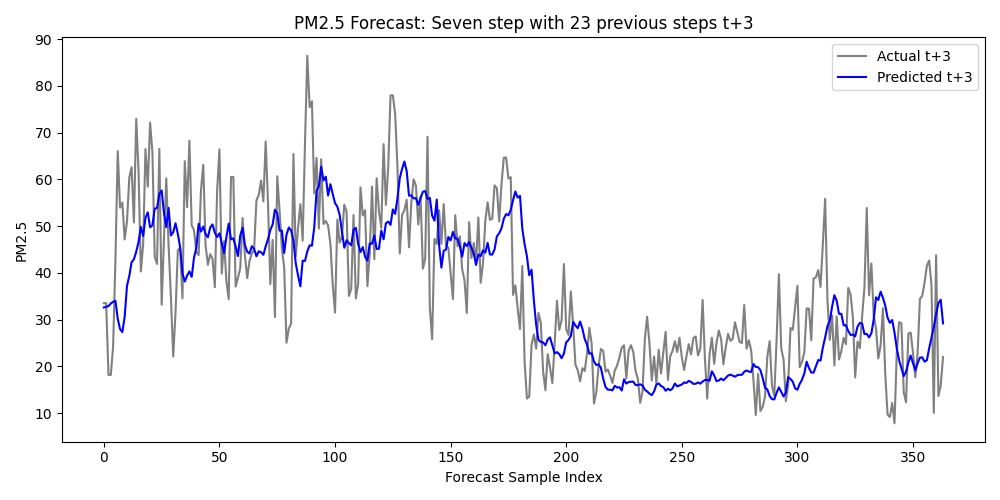 PM2.5 Forecast: Seven step with 23 previous steps t+3
90
80
70
60
50
40
30
20
10
PM2.5
Actual t+3
Predicted t+3
0 50 100 150 200 250 300 350
Forecast Sample Index